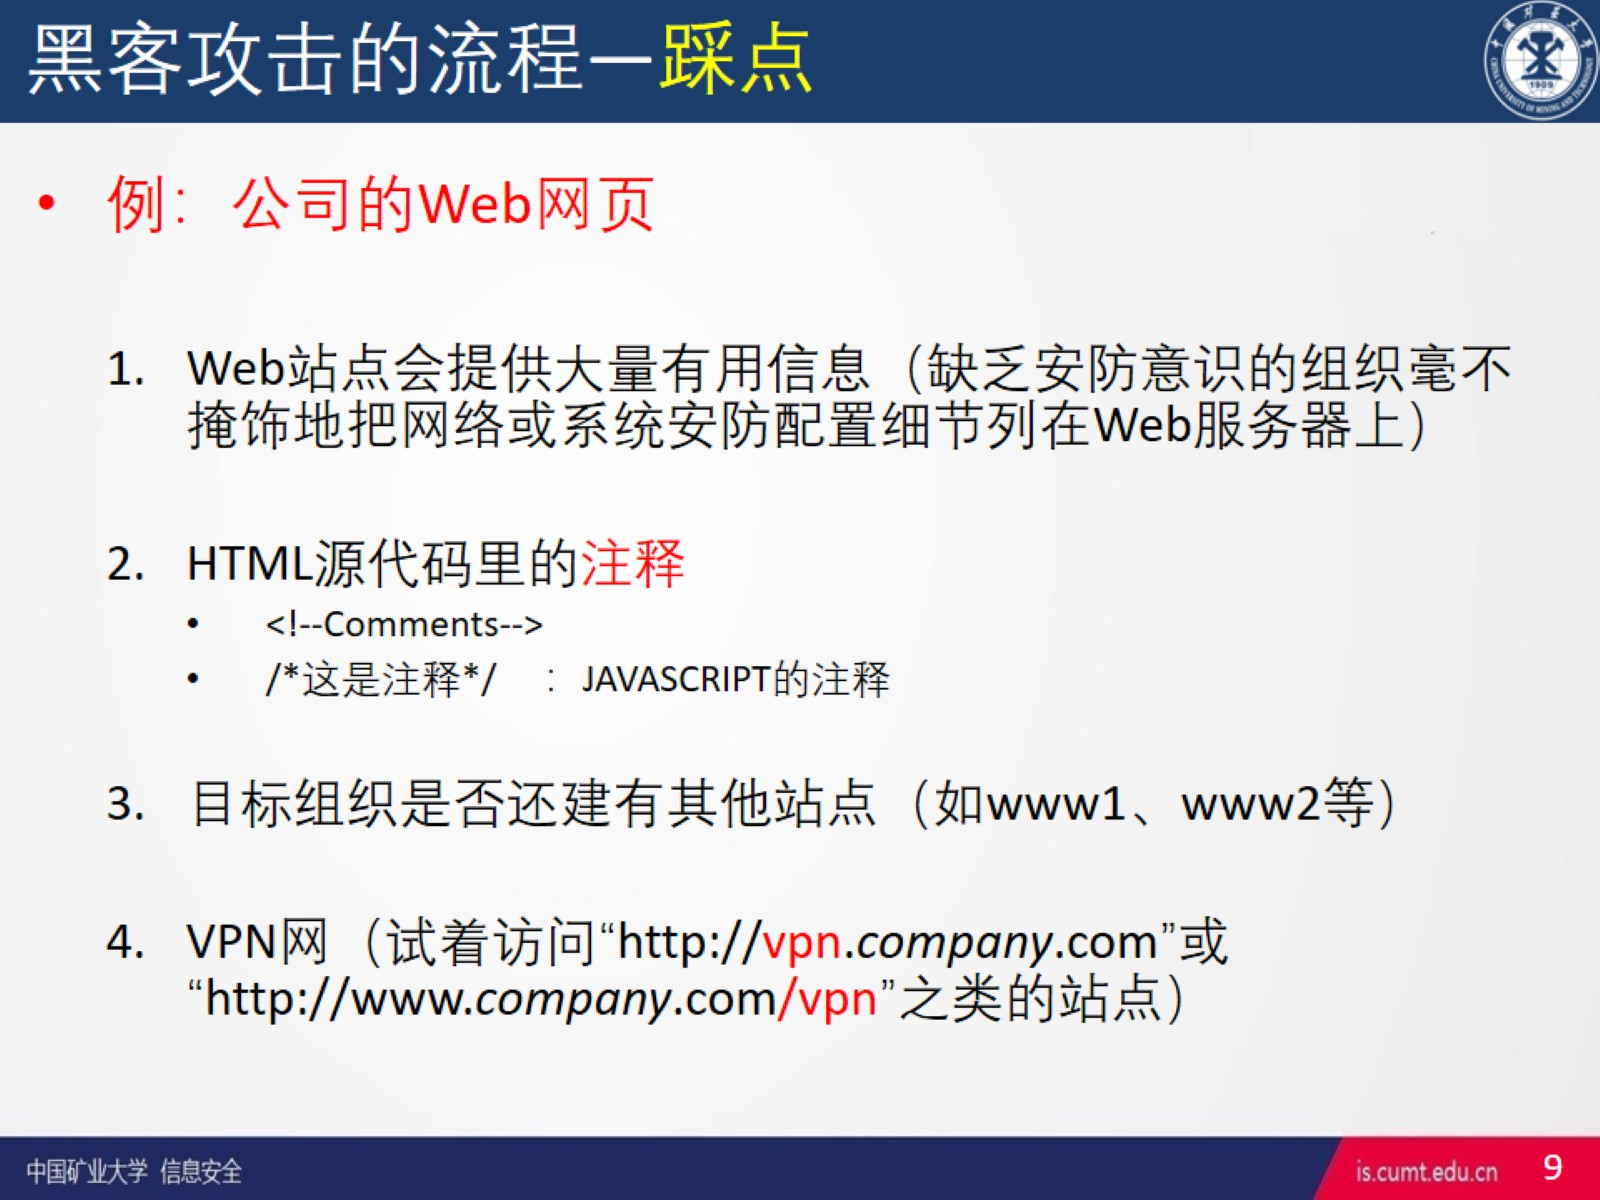 黑客攻击的流程—踩点
• 例：公司的Web网页
1. Web站点会提供大量有用信息（缺乏安防意识的组织毫不
掩饰地把网络或系统安防配置细节列在Web服务器上）
2. HTML源代码里的注释
• <!--Comments-->
• /*这是注释*/ ：JAVASCRIPT的注释
3. 目标组织是否还建有其他站点（如www1、www2等）
4. VPN网（试着访问“http://vpn.company.com”或
“http://www.company.com/vpn”之类的站点）
中国矿业大学 信息安全
is.cumt.edu.cn 9
CHINA UNIVERSITY OF MINING AND TECHNOLOGY
1909